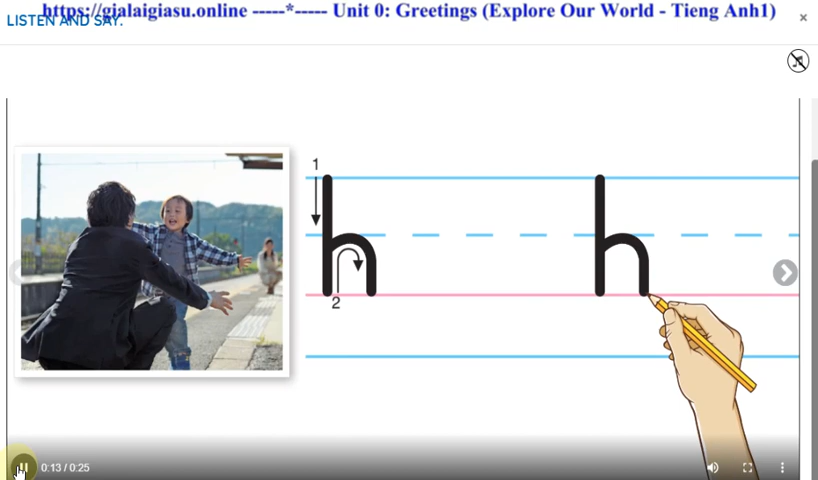 https://gialaigiasu.online -----*----- Unit 0: Greetings (Explore Our World - Tieng Anh1)
LISTEN AND SAY.
1
h h
2
0:13 / 0:25